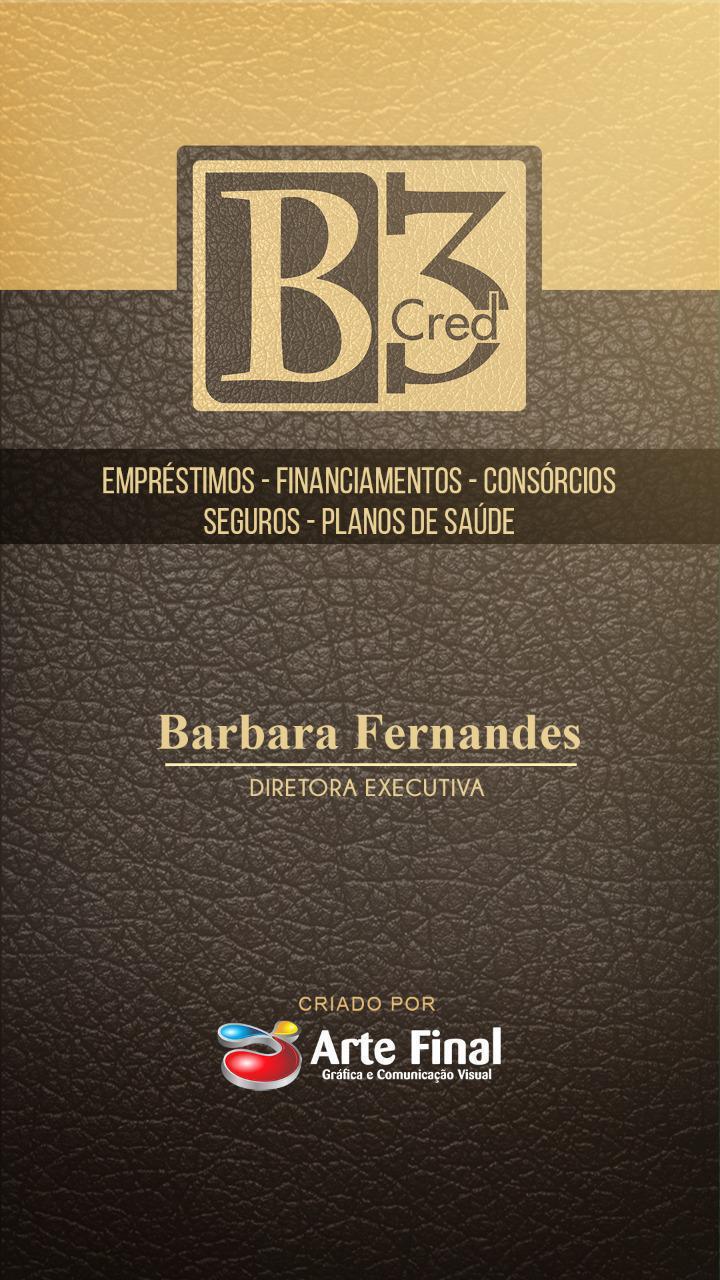 B3
Cred
EMPRÉSTIMOS - FINANCIAMENTOS - CONSÓRCIOS
SEGUROS - PLANOS DE SAÚDE
Barbara Fernandes
DIRETORA EXECUTIVA
CRIADO POR
Arte Final
Gráfica e Comunicação Visual